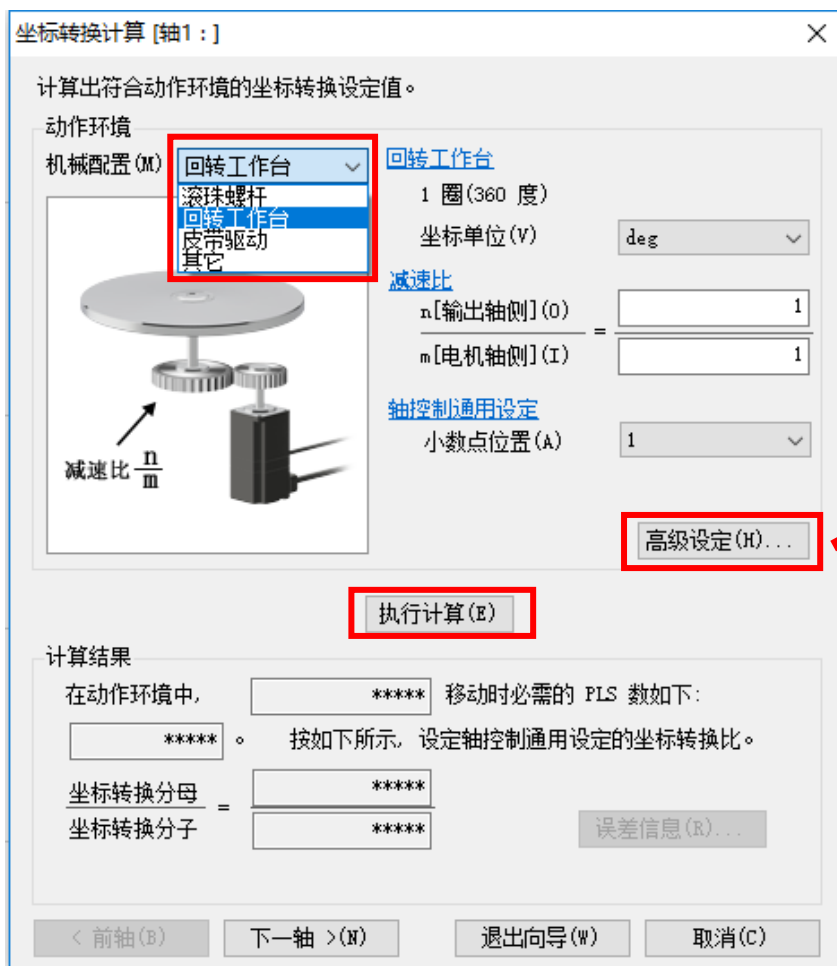 坐标转换计算 [轴1 : ]
计算出符合动作环境的坐标转换设定值。
动作环境
机械配置(M) 回转工作台
滚珠螺杆
回转工作台
皮带驱动
其它
减速比 n/m
回转工作台
1 圈(360 度)
坐标单位(V) deg
减速比
n[输出轴侧](O) = 1
m[电机轴侧](I) 1
轴控制通用设定
小数点位置(A) 1
高级设定(H)...
执行计算(E)
计算结果
在动作环境中, ***** 移动时必需的 PLS 数如下:
***** 。 按如下所示, 设定轴控制通用设定的坐标转换比。
坐标转换分母 = *****
坐标转换分子 *****
误差信息(R)...
< 前轴(B) 下一轴 >(N) 退出向导(W) 取消(C)